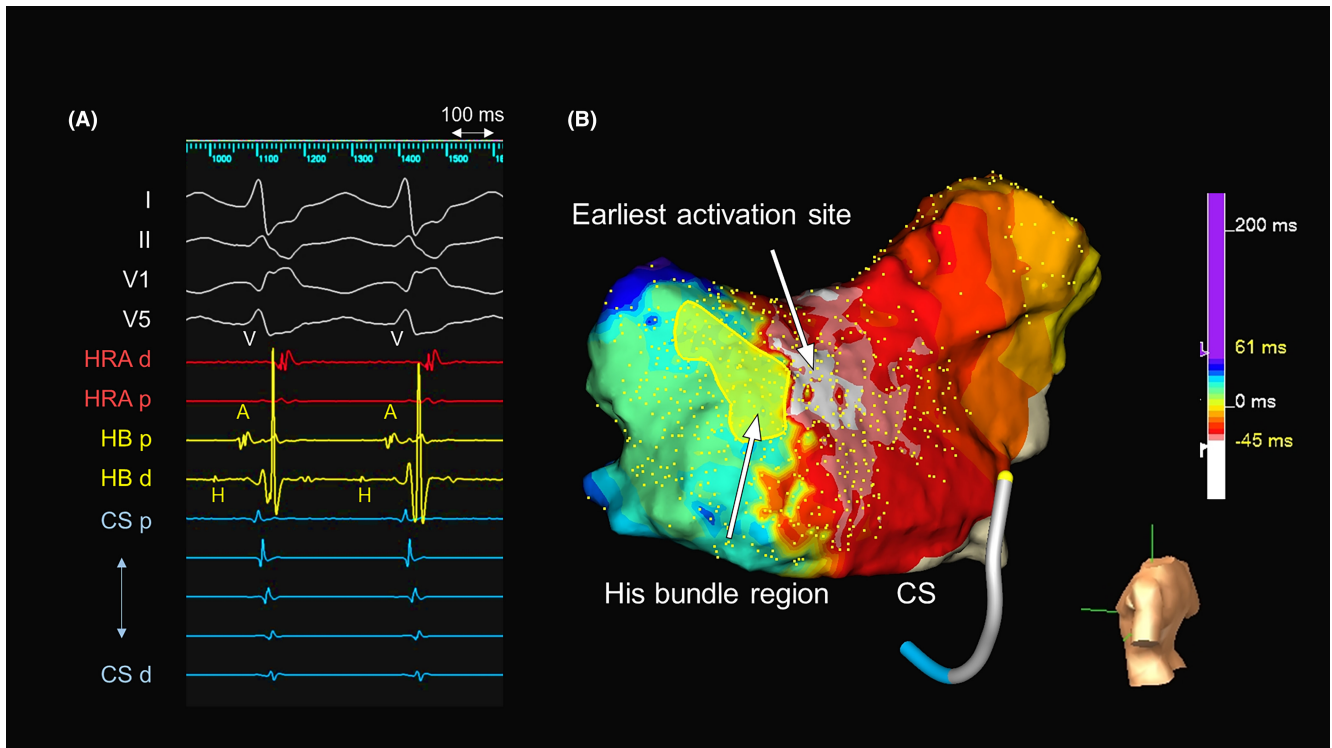 (A)
100 ms
1000 1100 1200 1300 1400 1500
I
II
V1
V5
V V
HRA d
HRA p
A A
HB p
HB d
H H
CS p
CS d
(B)
Earliest activation site
His bundle region
CS
200 ms
61 ms
0 ms
-45 ms